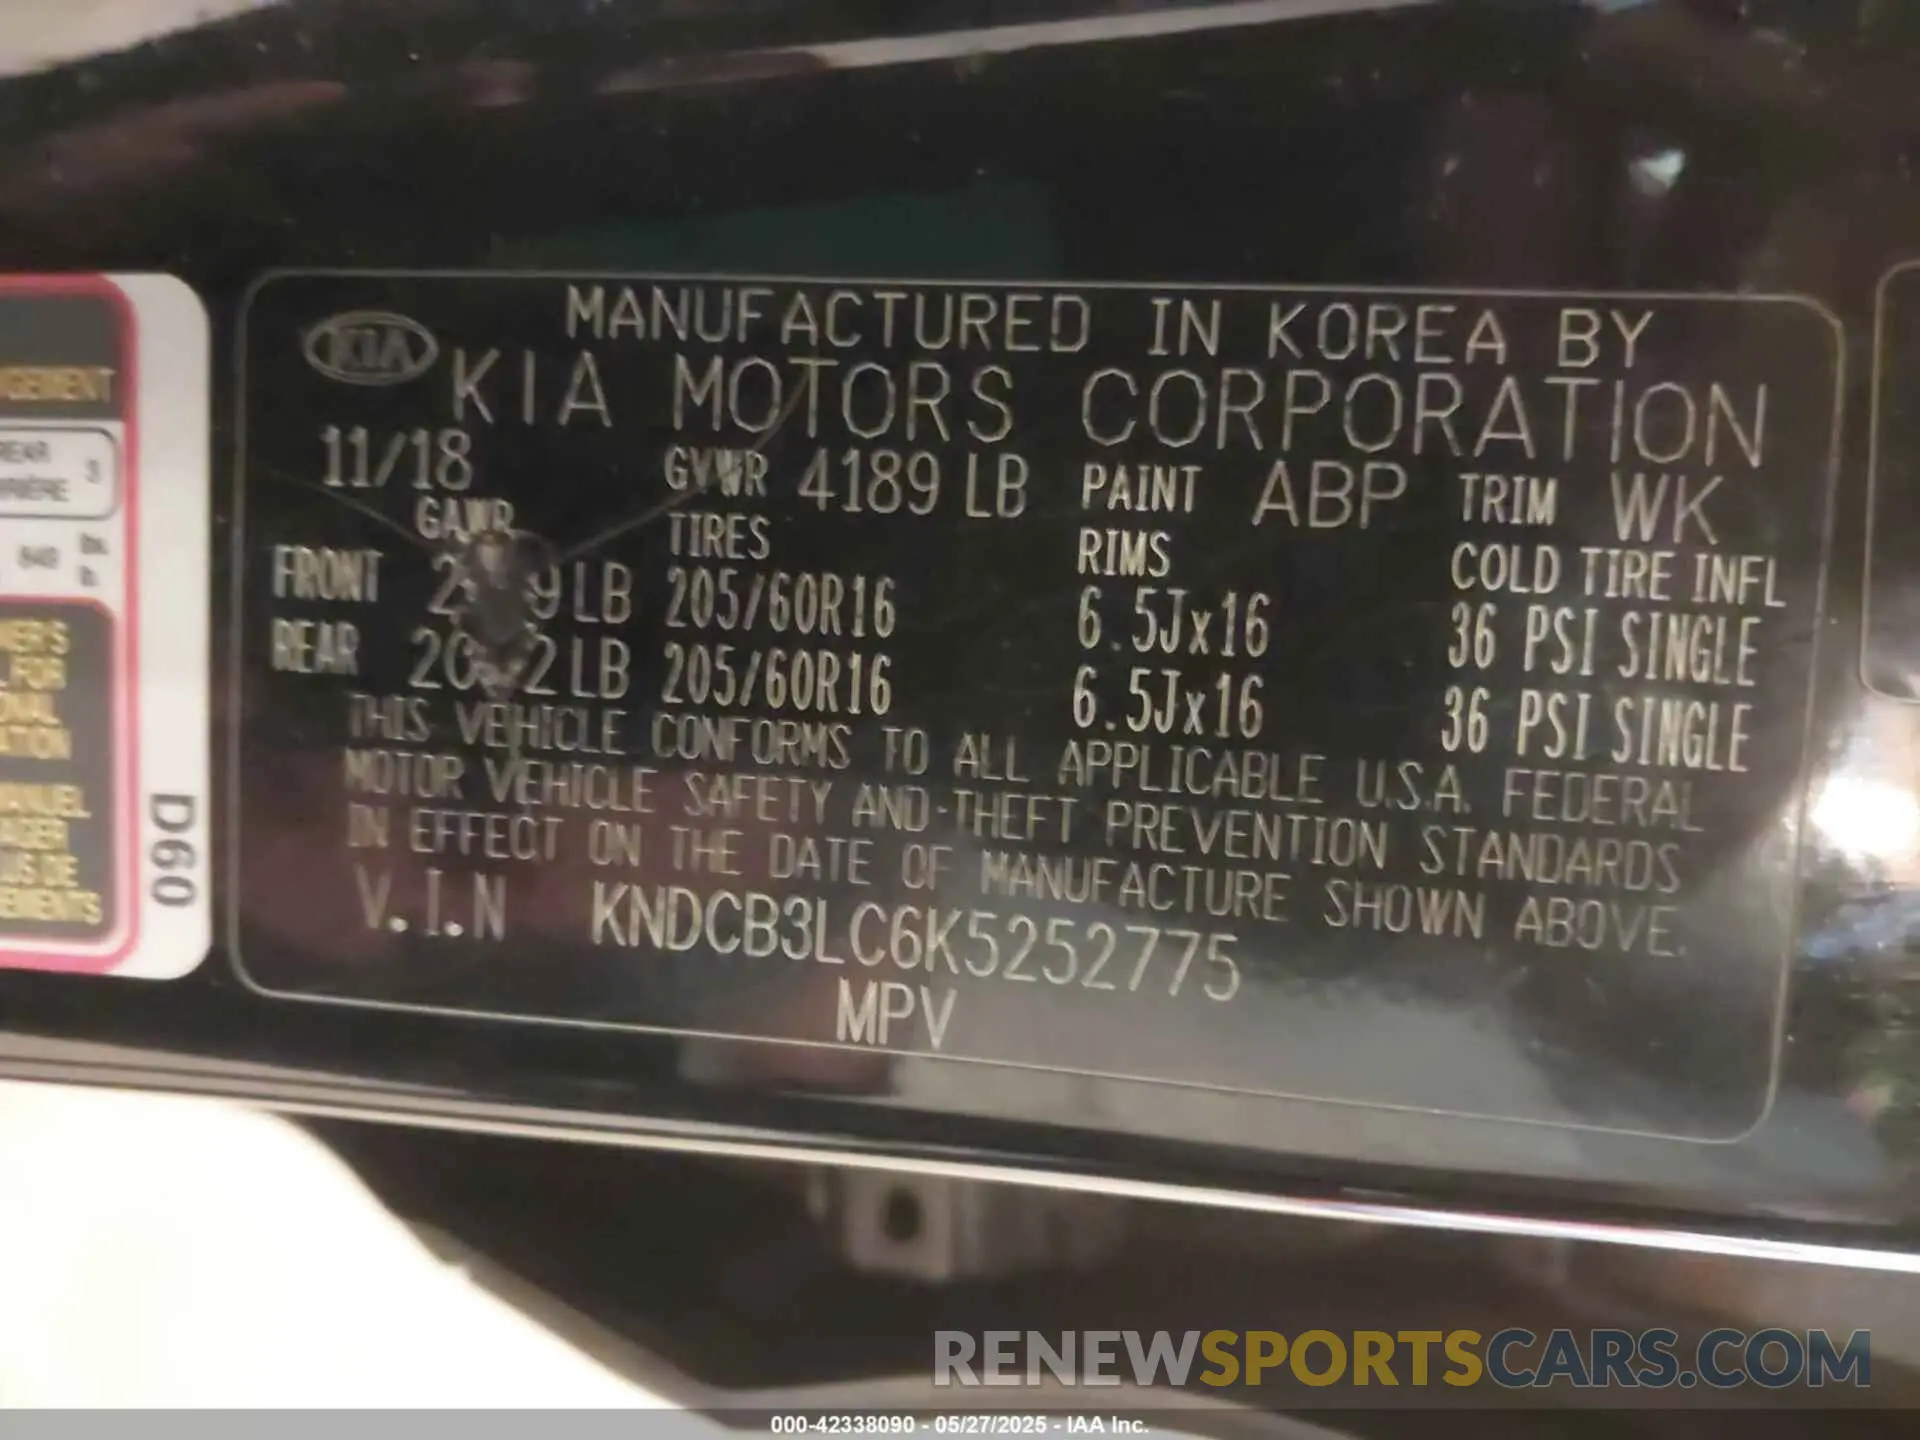 MANUFACTURED IN KOREA BY
KIA KIA MOTORS CORPORATION
11/18 GVWR 4189 LB PAINT ABP TRIM WK
GAWR TIRES RIMS COLD TIRE INFL
FRONT LB 205/60R16 6.5Jx16 36 PSI SINGLE
REAR LB 205/60R16 6.5Jx16 36 PSI SINGLE
THIS VEHICLE CONFORMS TO ALL APPLICABLE U.S.A. FEDERAL
MOTOR VEHICLE SAFETY AND THEFT PREVENTION STANDARDS
IN EFFECT ON THE DATE OF MANUFACTURE SHOWN ABOVE.
V.I.N KNDCB3LC6K5252775
MPV
REAR
3
D60
RENEWSPORTSCARS.COM
000-42338090 - 05/27/2025 - IAA Inc.